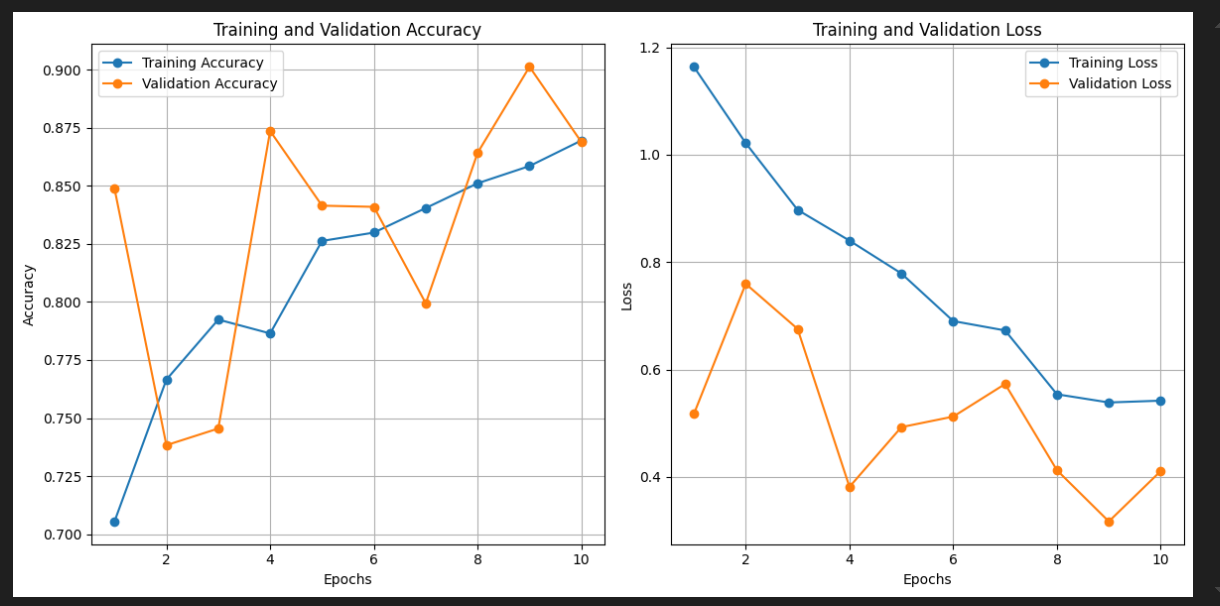 Training and Validation Accuracy
Training Accuracy
Validation Accuracy
0.900
0.875
0.850
0.825
0.800
0.775
0.750
0.725
0.700
Accuracy
2
4
6
8
10
Epochs
Training and Validation Loss
Training Loss
Validation Loss
1.2
1.0
0.8
0.6
0.4
Loss
2
4
6
8
10
Epochs